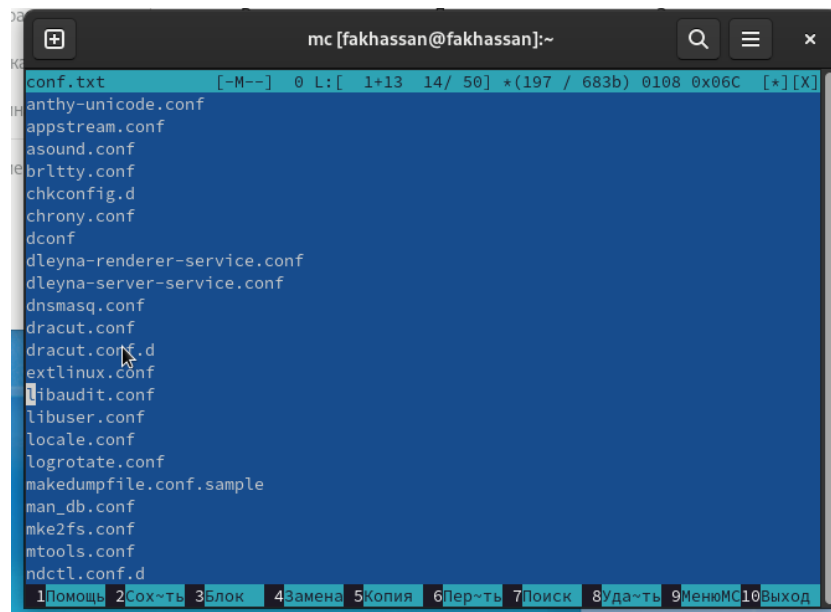 mc [fakhassan@fakhassan]:~
conf.txt [-M--] 0 L:[ 1+13 14/ 50] *(197 / 683b) 0108 0x06C [*][X]
anthy-unicode.conf
appstream.conf
asound.conf
brltty.conf
chkconfig.d
chrony.conf
dconf
dleyna-renderer-service.conf
dleyna-server-service.conf
dnsmasq.conf
dracut.conf
dracut.conf.d
extlinux.conf
libaudit.conf
libuser.conf
locale.conf
logrotate.conf
makedumpfile.conf.sample
man_db.conf
mke2fs.conf
mtools.conf
ndctl.conf.d
1Помощь 2Сох~ть 3Блок 4Замена 5Копия 6Пер~ть 7Поиск 8Уда~ть 9МенюMC 10Выход